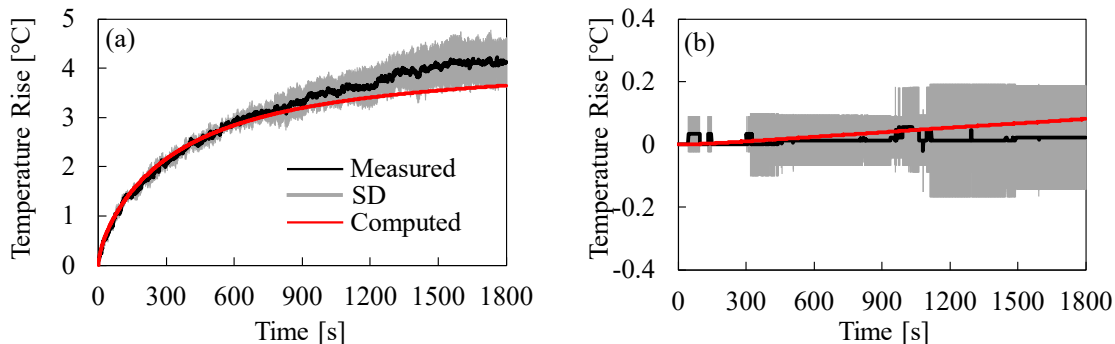 Temperature Rise [°C]
5
4
3
2
1
0
(a)
Measured
SD
Computed
0 300 600 900 1200 1500 1800
Time [s]
Temperature Rise [°C]
0.4
0.2
0
-0.2
-0.4
(b)
0 300 600 900 1200 1500 1800
Time [s]